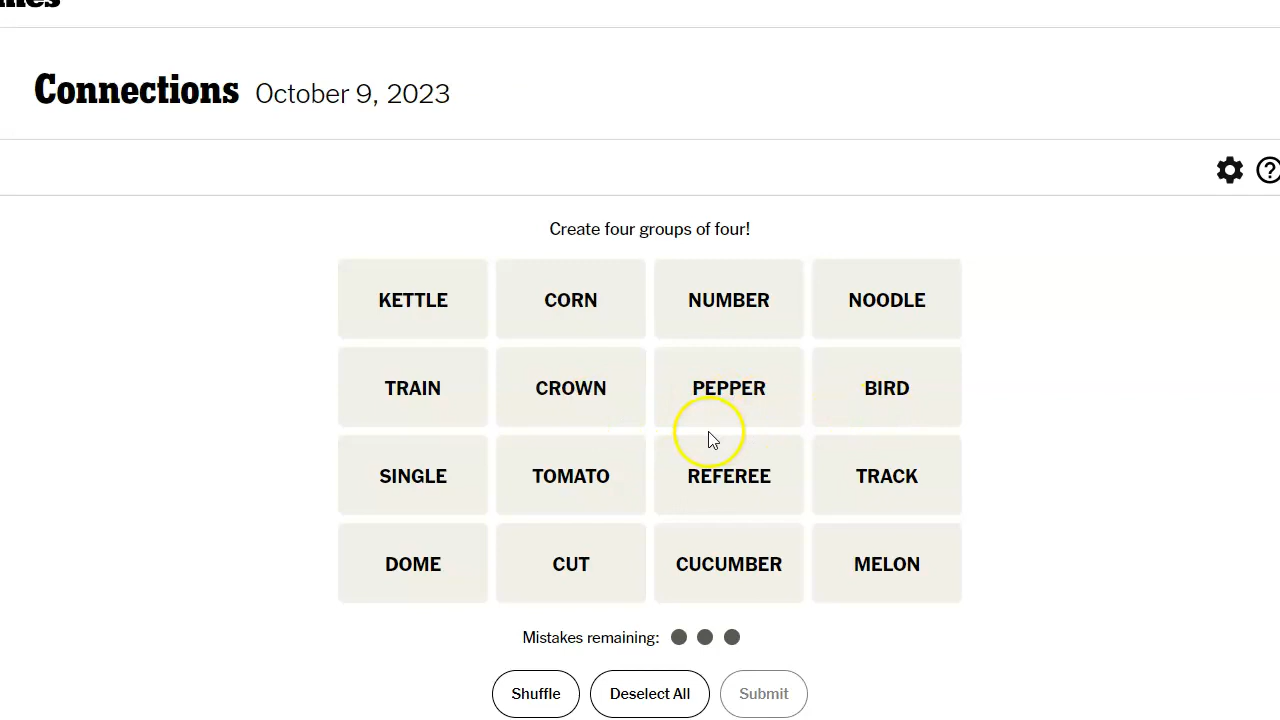 Connections October 9, 2023
Create four groups of four!
KETTLE CORN NUMBER NOODLE
TRAIN CROWN PEPPER BIRD
SINGLE TOMATO REFEREE TRACK
DOME CUT CUCUMBER MELON
Mistakes remaining:
Shuffle Deselect All Submit